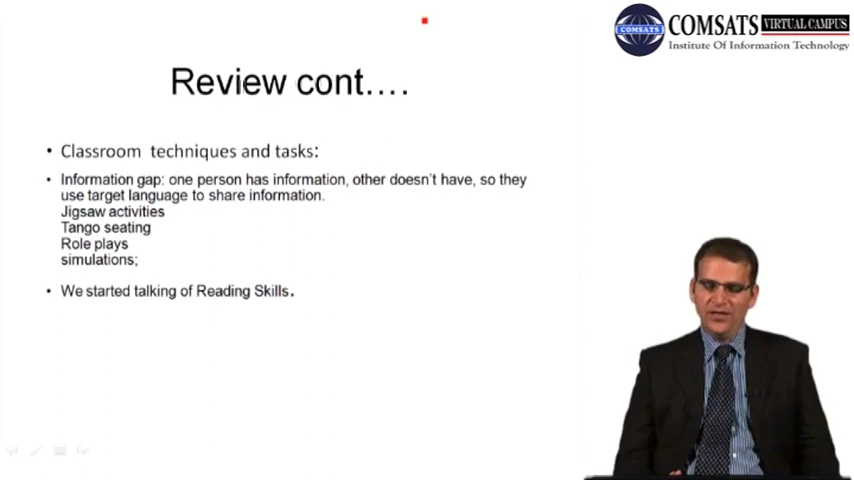 COMSATS VIRTUAL CAMPUS
COMSATS
Institute Of Information Technology
Review cont....
• Classroom techniques and tasks:
• Information gap: one person has information, other doesn't have, so they
use target language to share information.
Jigsaw activities
Tango seating
Role plays
simulations;
• We started talking of Reading Skills.